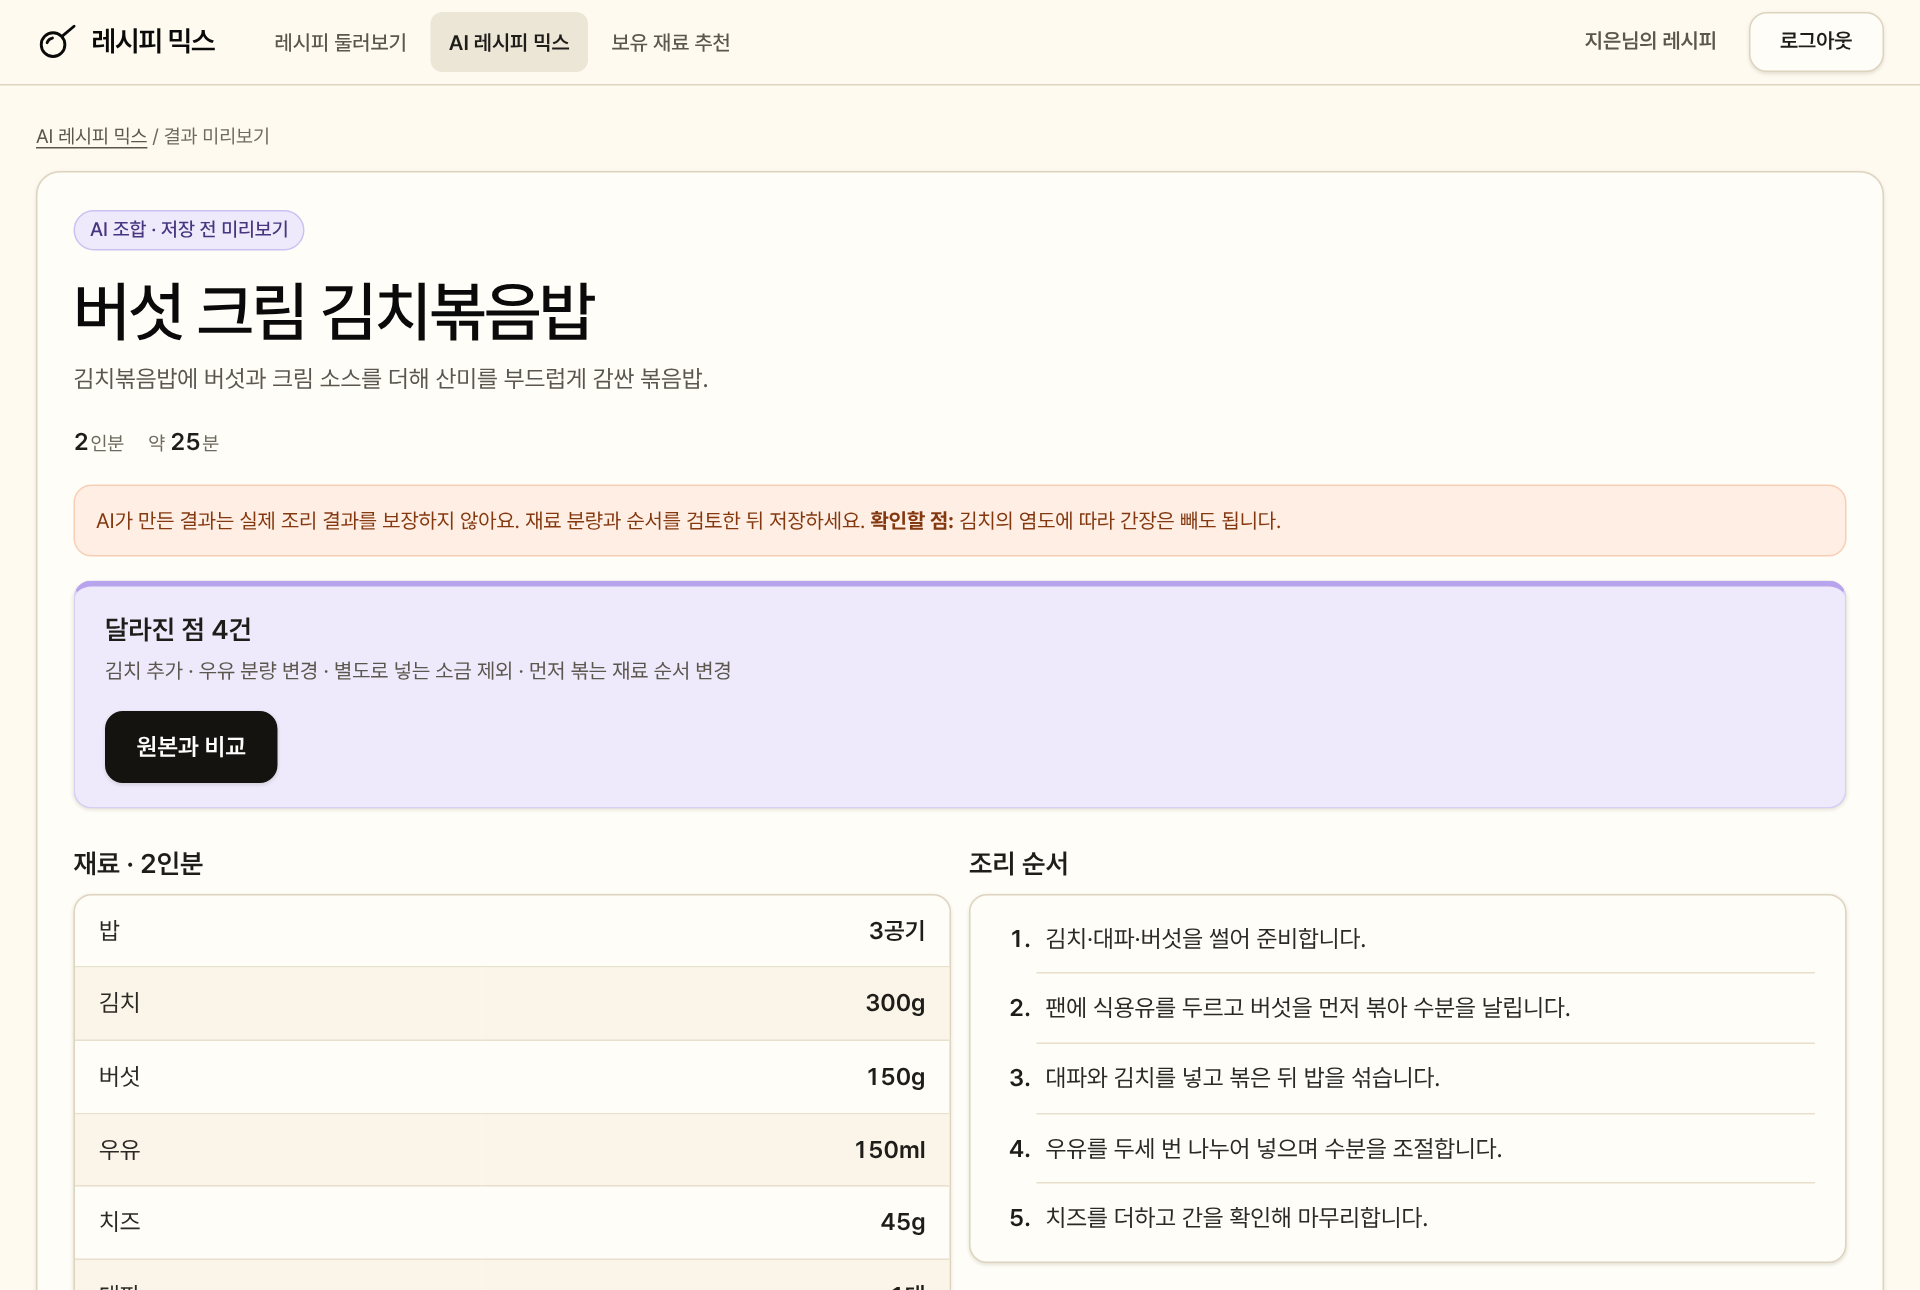 레시피 믹스
레시피 둘러보기
AI 레시피 믹스
보유 재료 추천
지은님의 레시피
로그아웃
AI 레시피 믹스 / 결과 미리보기
AI 조합 · 저장 전 미리보기
버섯 크림 김치볶음밥
김치볶음밥에 버섯과 크림 소스를 더해 산미를 부드럽게 감싼 볶음밥.
2인분 약 25분
AI가 만든 결과는 실제 조리 결과를 보장하지 않아요. 재료 분량과 순서를 검토한 뒤 저장하세요. 확인할 점: 김치의 염도에 따라 간장은 빼도 됩니다.
달라진 점 4건
김치 추가 · 우유 분량 변경 · 별도로 넣는 소금 제외 · 먼저 볶는 재료 순서 변경
원본과 비교
재료 · 2인분
밥 3공기
김치 300g
버섯 150g
우유 150ml
치즈 45g
조리 순서
1. 김치·대파·버섯을 썰어 준비합니다.
2. 팬에 식용유를 두르고 버섯을 먼저 볶아 수분을 날립니다.
3. 대파와 김치를 넣고 볶은 뒤 밥을 섞습니다.
4. 우유를 두세 번 나누어 넣으며 수분을 조절합니다.
5. 치즈를 더하고 간을 확인해 마무리합니다.